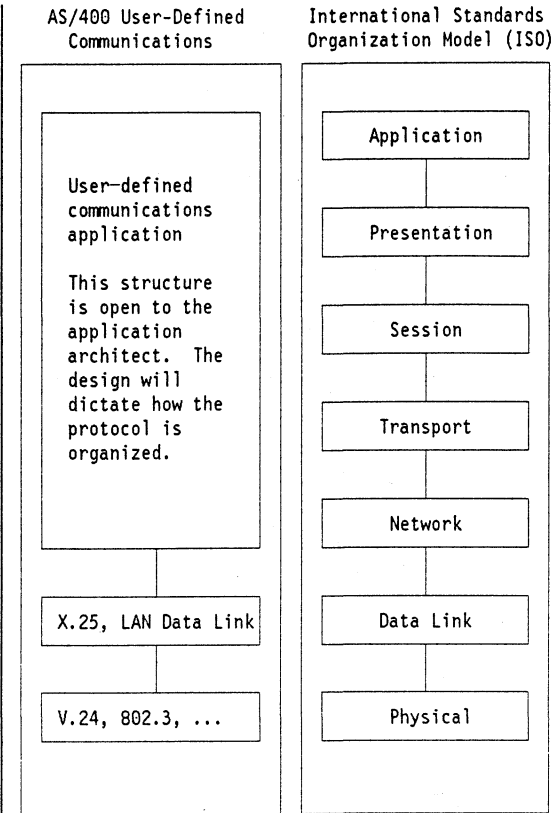 AS/400 User-Defined
Communications
User-defined
communications
application
This structure
is open to the
application
architect. The
design will
dictate how the
protocol is
organized.
X.25, LAN Data Link
V.24, 802.3, ...
International Standards
Organization Model (ISO)
Application
Presentation
Session
Transport
Network
Data Link
Physical